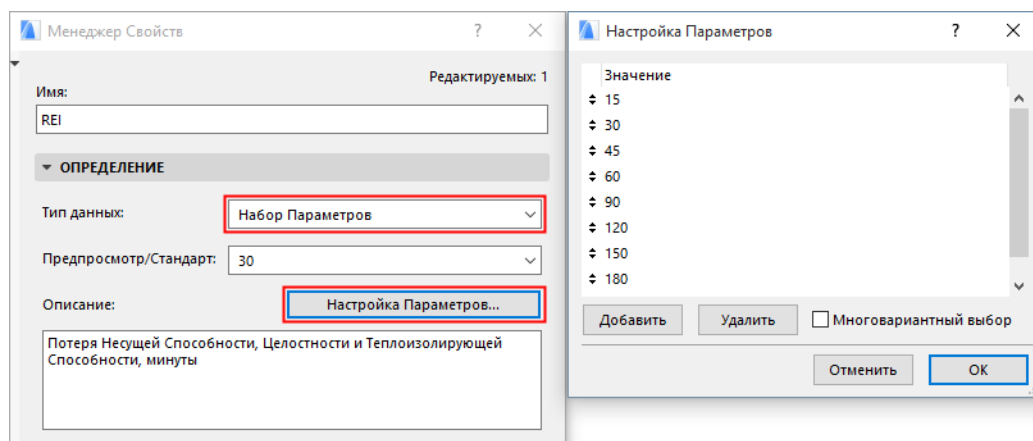 Менеджер Свойств
?
Редактируемых: 1
Имя:
REI
ОПРЕДЕЛЕНИЕ
Тип данных:
Набор Параметров
Предпросмотр/Стандарт:
30
Описание:
Настройка Параметров...
Потеря Несущей Способности, Целостности и Теплоизолирующей
Способности, минуты
Настройка Параметров
?
Значение
15
30
45
60
90
120
150
180
Добавить
Удалить
Многовариантный выбор
Отменить
OK